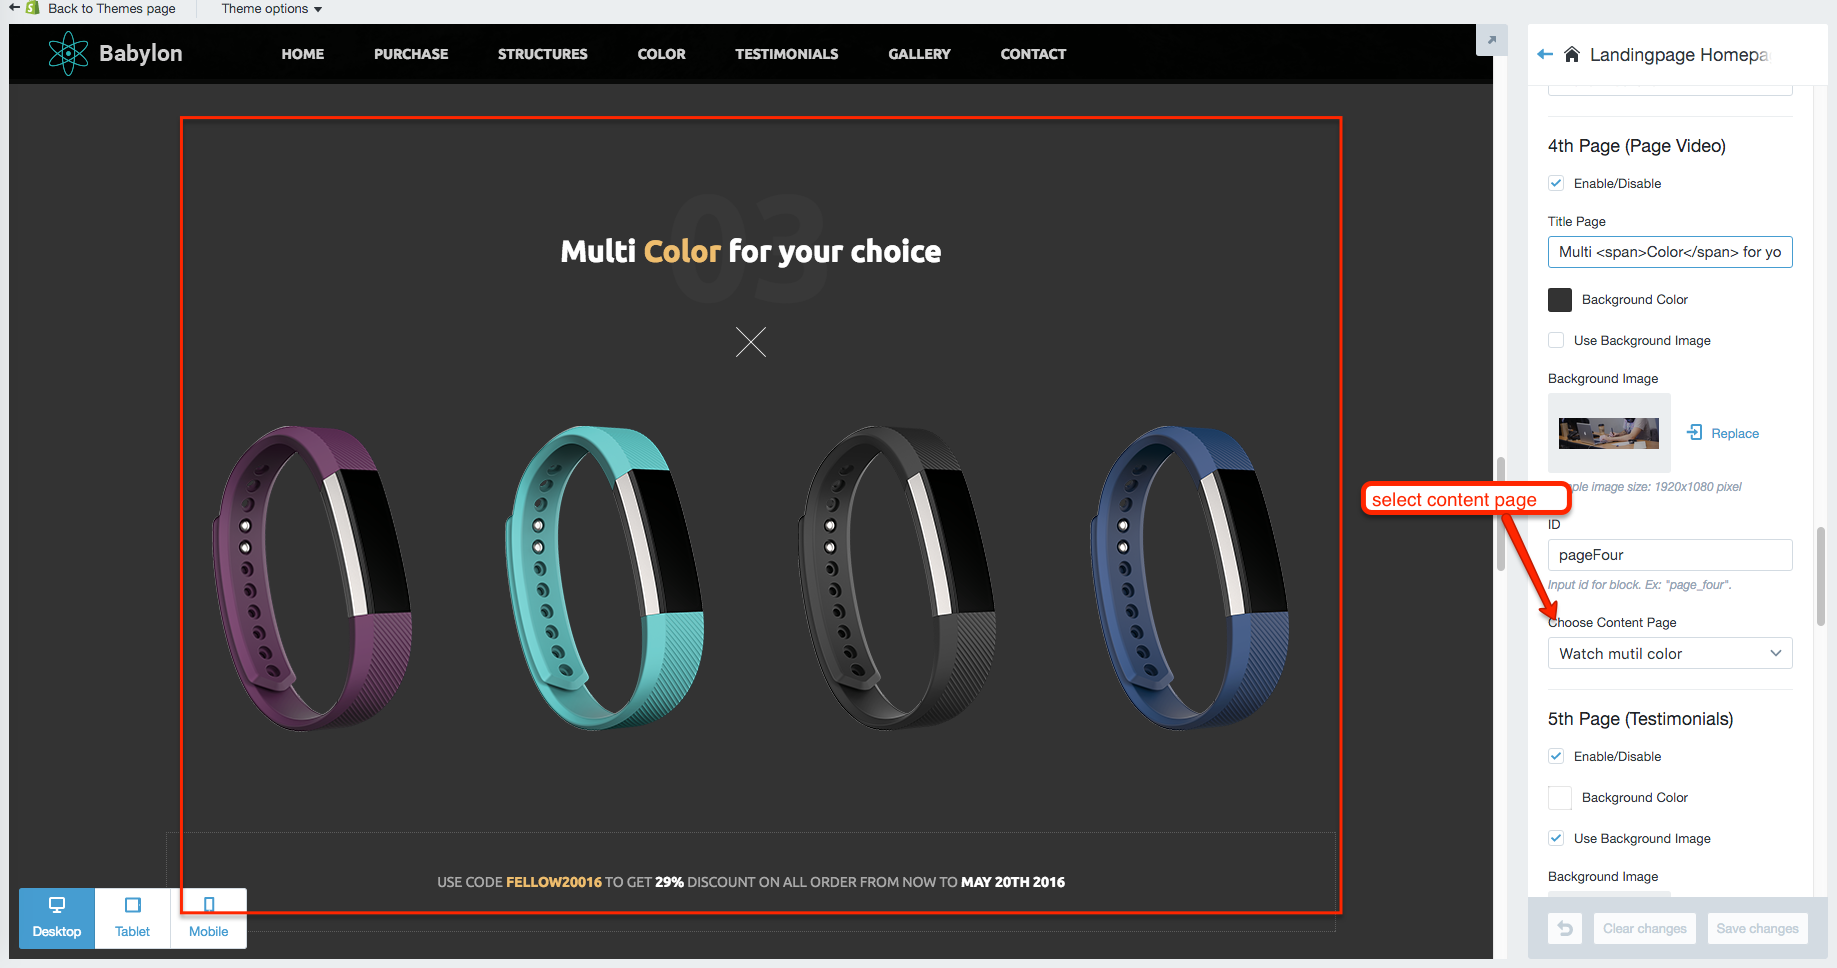 Back to Themes page
Theme options
Babylon
HOME
PURCHASE
STRUCTURES
COLOR
TESTIMONIALS
GALLERY
CONTACT
03
Multi Color for your choice
USE CODE FELLOW20016 TO GET 29% DISCOUNT ON ALL ORDER FROM NOW TO MAY 20TH 2016
Desktop
Tablet
Mobile
select content page
Landingpage Homepa
4th Page (Page Video)
Enable/Disable
Title Page
Multi <span>Color</span> for yo
Background Color
Use Background Image
Background Image
Replace
ple image size: 1920x1080 pixel
ID
pageFour
Input id for block. Ex: "page_four".
Choose Content Page
Watch mutil color
5th Page (Testimonials)
Enable/Disable
Background Color
Use Background Image
Background Image
Clear changes
Save changes